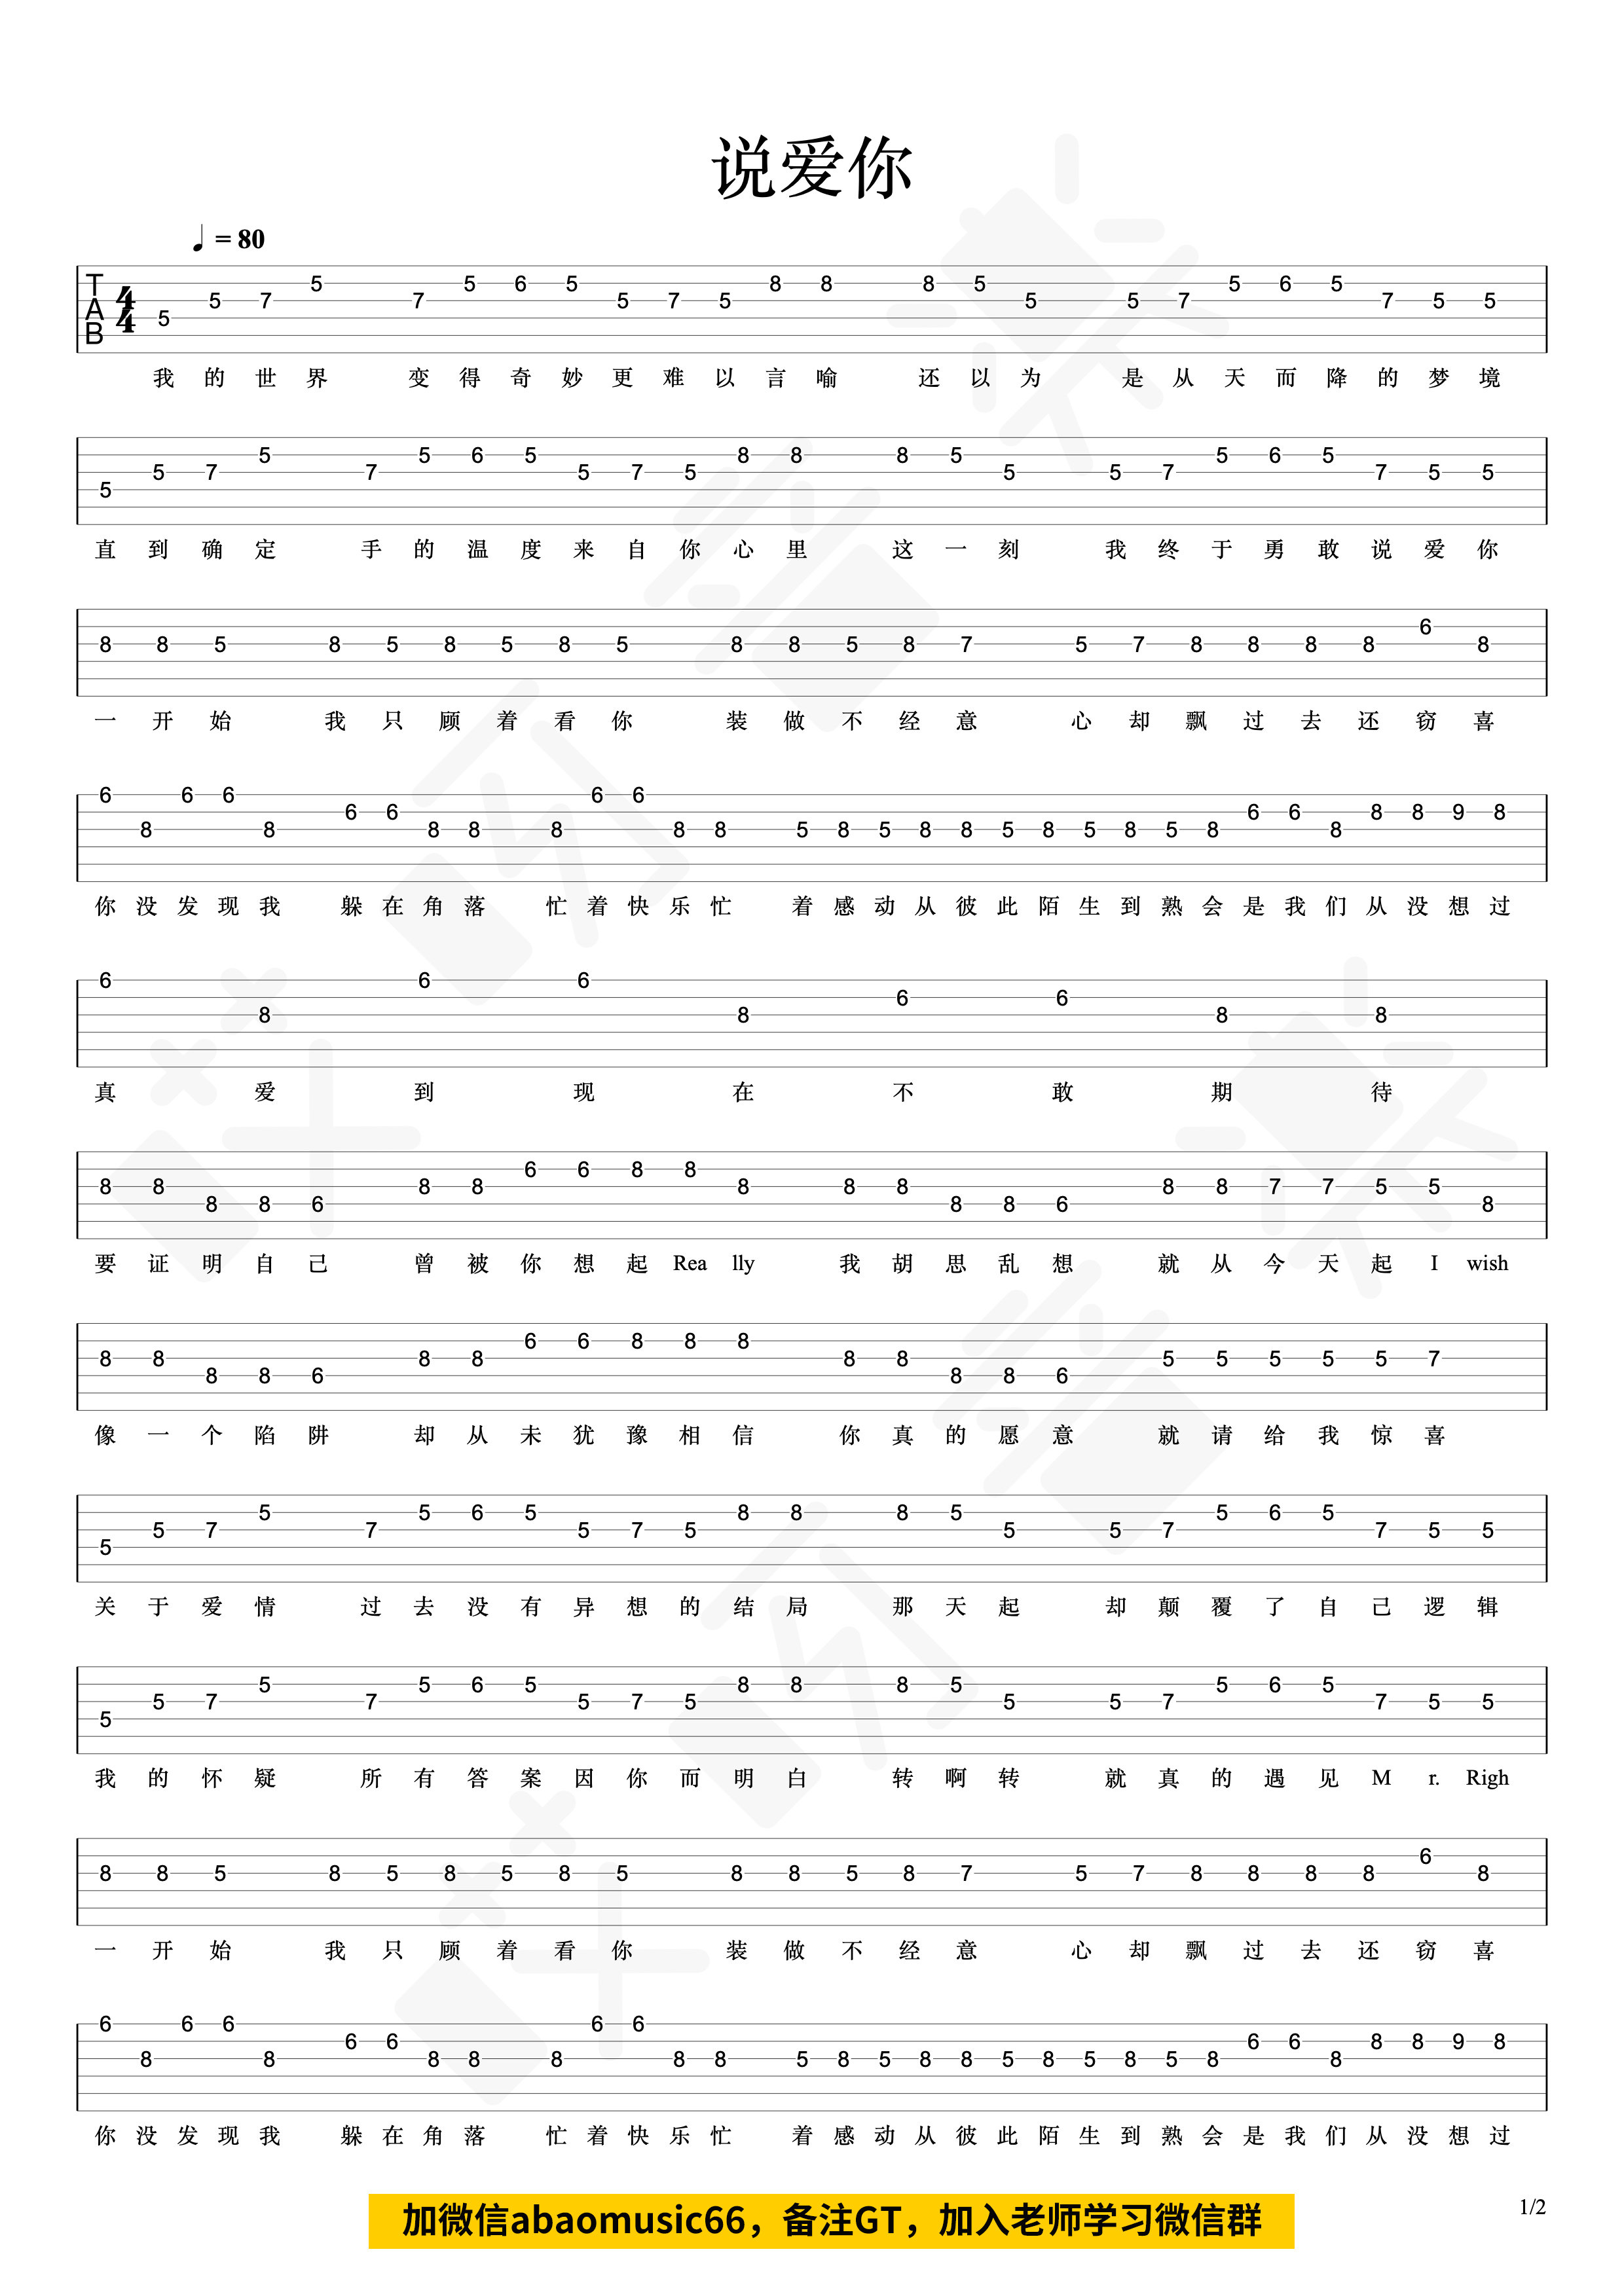 说爱你
♩ = 80
T A B 4/4
5 5 7 5 7 5 6 5 5 7 5 8 8 8 5 5 5 7 5 6 5 7 5 5
我 的 世 界 变 得 奇 妙 更 难 以 言 喻 还 以 为 是 从 天 而 降 的 梦 境
5 5 7 5 7 5 6 5 5 7 5 8 8 8 5 5 5 7 5 6 5 7 5 5
直 到 确 定 手 的 温 度 来 自 你 心 里 这 一 刻 我 终 于 勇 敢 说 爱 你
8 8 5 8 5 8 5 8 5 8 8 5 8 7 5 7 8 8 8 8 6 8
一 开 始 我 只 顾 着 看 你 装 做 不 经 意 心 却 飘 过 去 还 窃 喜
6 8 6 6 8 6 6 8 8 8 6 6 8 8 5 8 5 8 8 5 8 5 8 5 8 6 6 8 8 8 9 8
你 没 发 现 我 躲 在 角 落 忙 着 快 乐 忙 着 感 动 从 彼 此 陌 生 到 熟 会 是 我 们 从 没 想 过
6 8 6 6 8 6 6 8 8
真 爱 到 现 在 不 敢 期 待
8 8 8 8 6 8 8 6 6 8 8 8 8 8 8 8 6 8 8 7 7 5 5 8
要 证 明 自 己 曾 被 你 想 起 Rea lly 我 胡 思 乱 想 就 从 今 天 起 I wish
8 8 8 8 6 8 8 6 6 8 8 8 8 8 8 8 6 5 5 5 5 5 7
像 一 个 陷 阱 却 从 未 犹 豫 相 信 你 真 的 愿 意 就 请 给 我 惊 喜
5 5 7 5 7 5 6 5 5 7 5 8 8 8 5 5 5 7 5 6 5 7 5 5
关 于 爱 情 过 去 没 有 异 想 的 结 局 那 天 起 却 颠 覆 了 自 己 逻 辑
5 5 7 5 7 5 6 5 5 7 5 8 8 8 5 5 5 7 5 6 5 7 5 5
我 的 怀 疑 所 有 答 案 因 你 而 明 白 转 啊 转 就 真 的 遇 见 M r. Righ
8 8 5 8 5 8 5 8 5 8 8 5 8 7 5 7 8 8 8 8 6 8
一 开 始 我 只 顾 着 看 你 装 做 不 经 意 心 却 飘 过 去 还 窃 喜
6 8 6 6 8 6 6 8 8 8 6 6 8 8 5 8 5 8 8 5 8 5 8 5 8 6 6 8 8 8 9 8
你 没 发 现 我 躲 在 角 落 忙 着 快 乐 忙 着 感 动 从 彼 此 陌 生 到 熟 会 是 我 们 从 没 想 过
加微信abaomusic66，备注GT，加入老师学习微信群
1/2
哎呀音乐
哎呀音乐